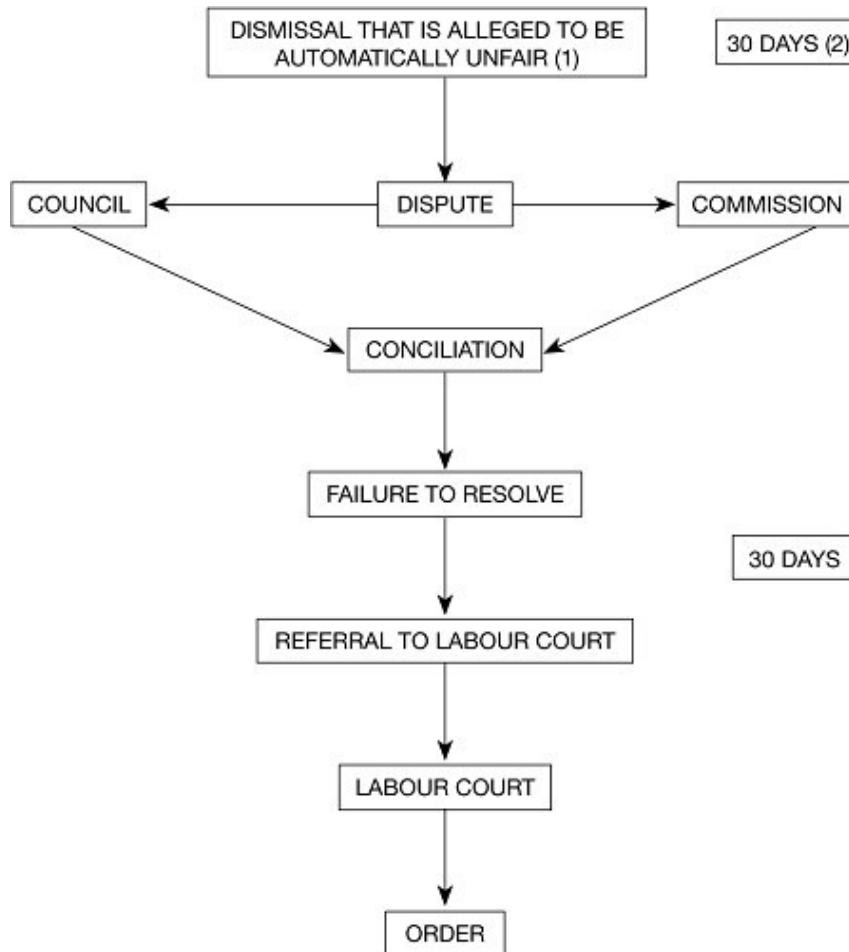 DISMISSAL THAT IS ALLEGED TO BE
AUTOMATICALLY UNFAIR (1)
30 DAYS (2)
COUNCIL
DISPUTE
COMMISSION
CONCILIATION
FAILURE TO RESOLVE
30 DAYS
REFERRAL TO LABOUR COURT
LABOUR COURT
ORDER